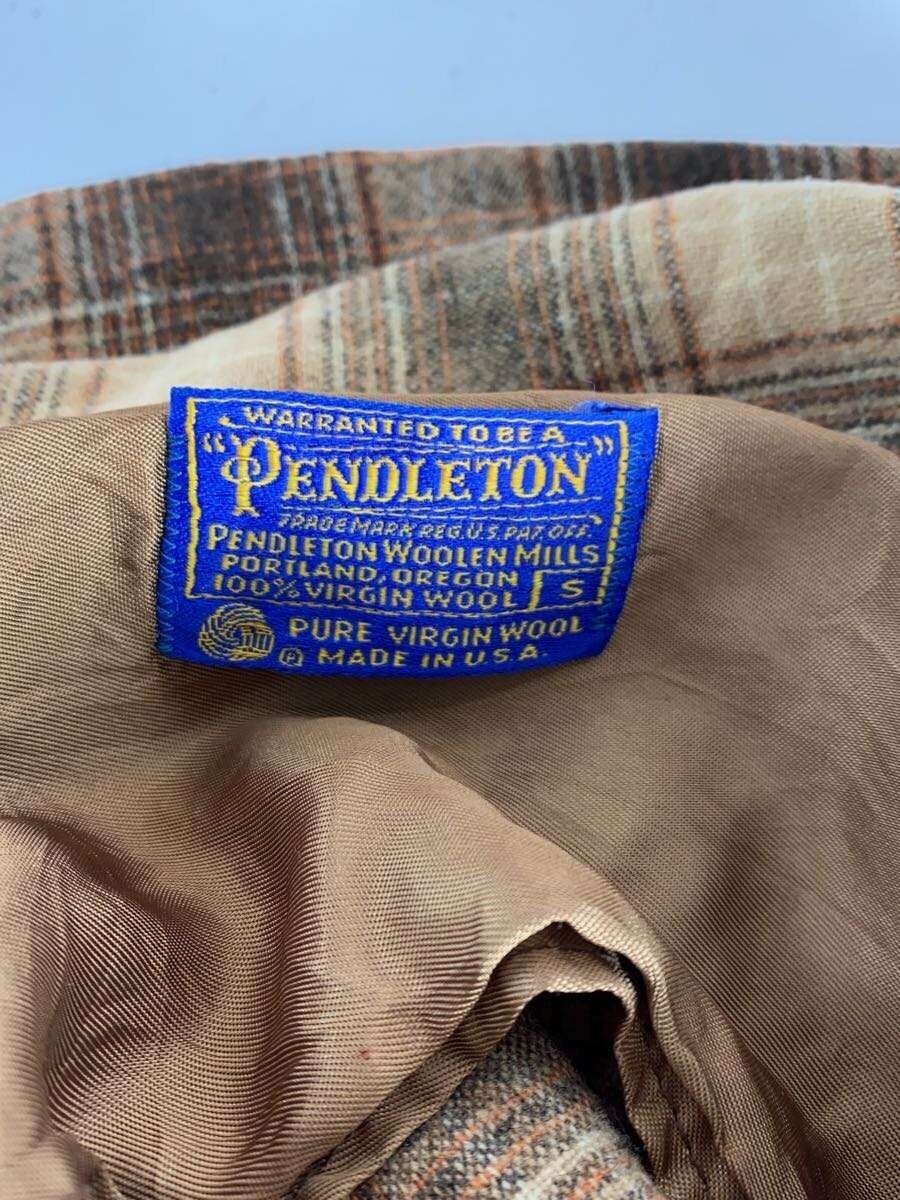 WARRANTED TO BE A
"PENDLETON"
TRADE MARK REG. U.S. PAT. OFF.
PENDLETON WOOLEN MILLS
PORTLAND, OREGON
100% VIRGIN WOOL S
PURE VIRGIN WOOL
Ⓡ MADE IN U.S.A.